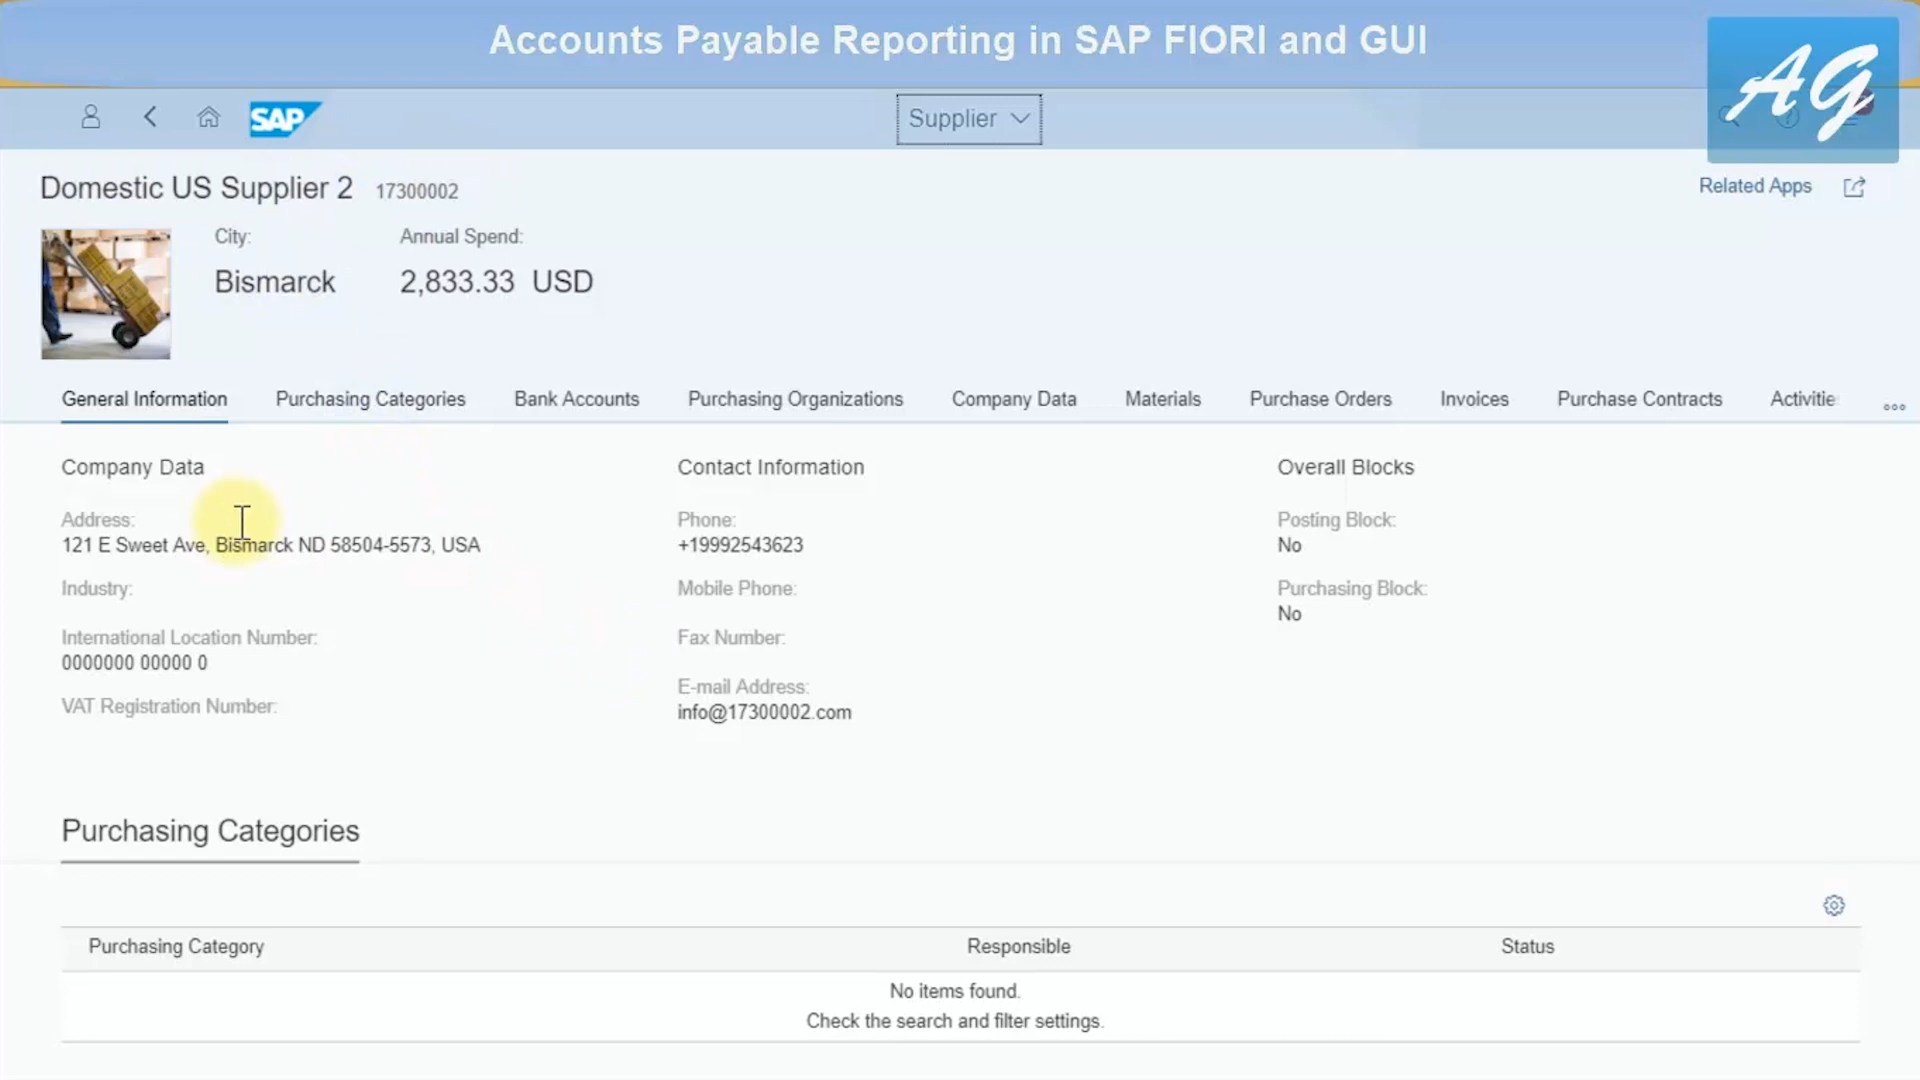 Accounts Payable Reporting in SAP FIORI and GUI
AG
SAP
Supplier
Domestic US Supplier 2 17300002
Related Apps
City:
Annual Spend:
Bismarck
2,833.33 USD
General Information Purchasing Categories Bank Accounts Purchasing Organizations Company Data Materials Purchase Orders Invoices Purchase Contracts Activitie
Company Data
Address:
121 E Sweet Ave, Bismarck ND 58504-5573, USA
Industry:
International Location Number:
0000000 00000 0
VAT Registration Number:
Contact Information
Phone:
+19992543623
Mobile Phone:
Fax Number:
E-mail Address:
info@17300002.com
Overall Blocks
Posting Block:
No
Purchasing Block:
No
Purchasing Categories
Purchasing Category Responsible Status
No items found.
Check the search and filter settings.